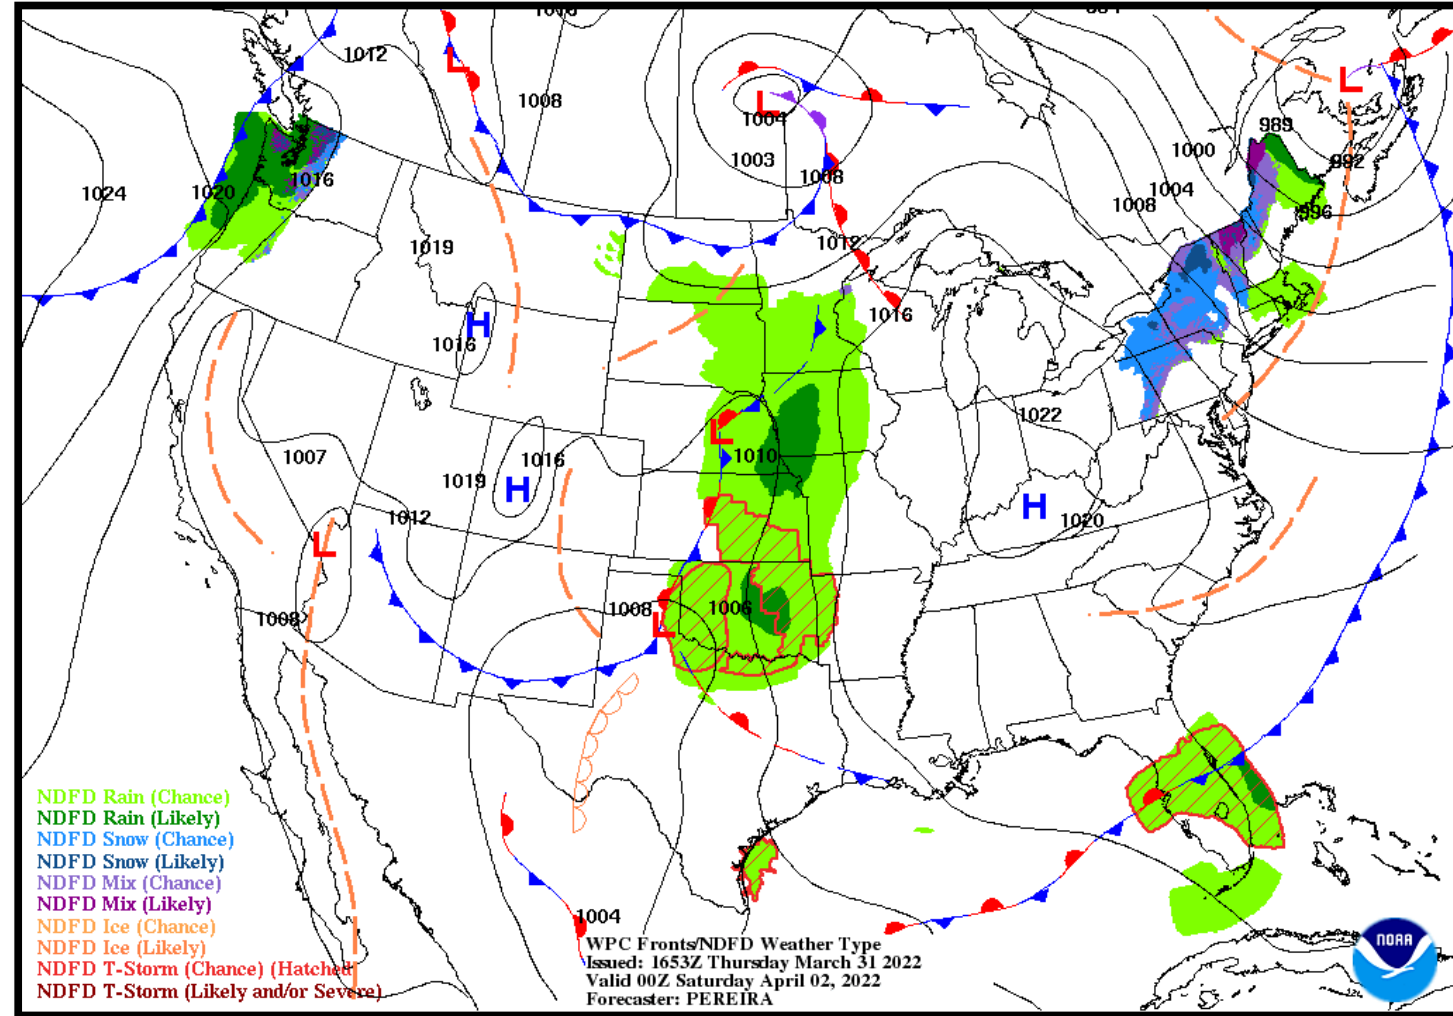 1016
1012
1008
1004
1003
1008
1012
1016
1024
1020
1016
1019
1016
1000
1004
1008
989
992
996
L
L
L
H
1007
1012
1019
1016
H
L
1010
1022
H
1020
L
1008
1008
L
1006
1004
NDFD Rain (Chance)
NDFD Rain (Likely)
NDFD Snow (Chance)
NDFD Snow (Likely)
NDFD Mix (Chance)
NDFD Mix (Likely)
NDFD Ice (Chance)
NDFD Ice (Likely)
NDFD T-Storm (Chance) (Hatched
NDFD T-Storm (Likely and/or Severe)
WPC Fronts/NDFD Weather Type
Issued: 1653Z Thursday March 31 2022
Valid 00Z Saturday April 02, 2022
Forecaster: PEREIRA
NOAA